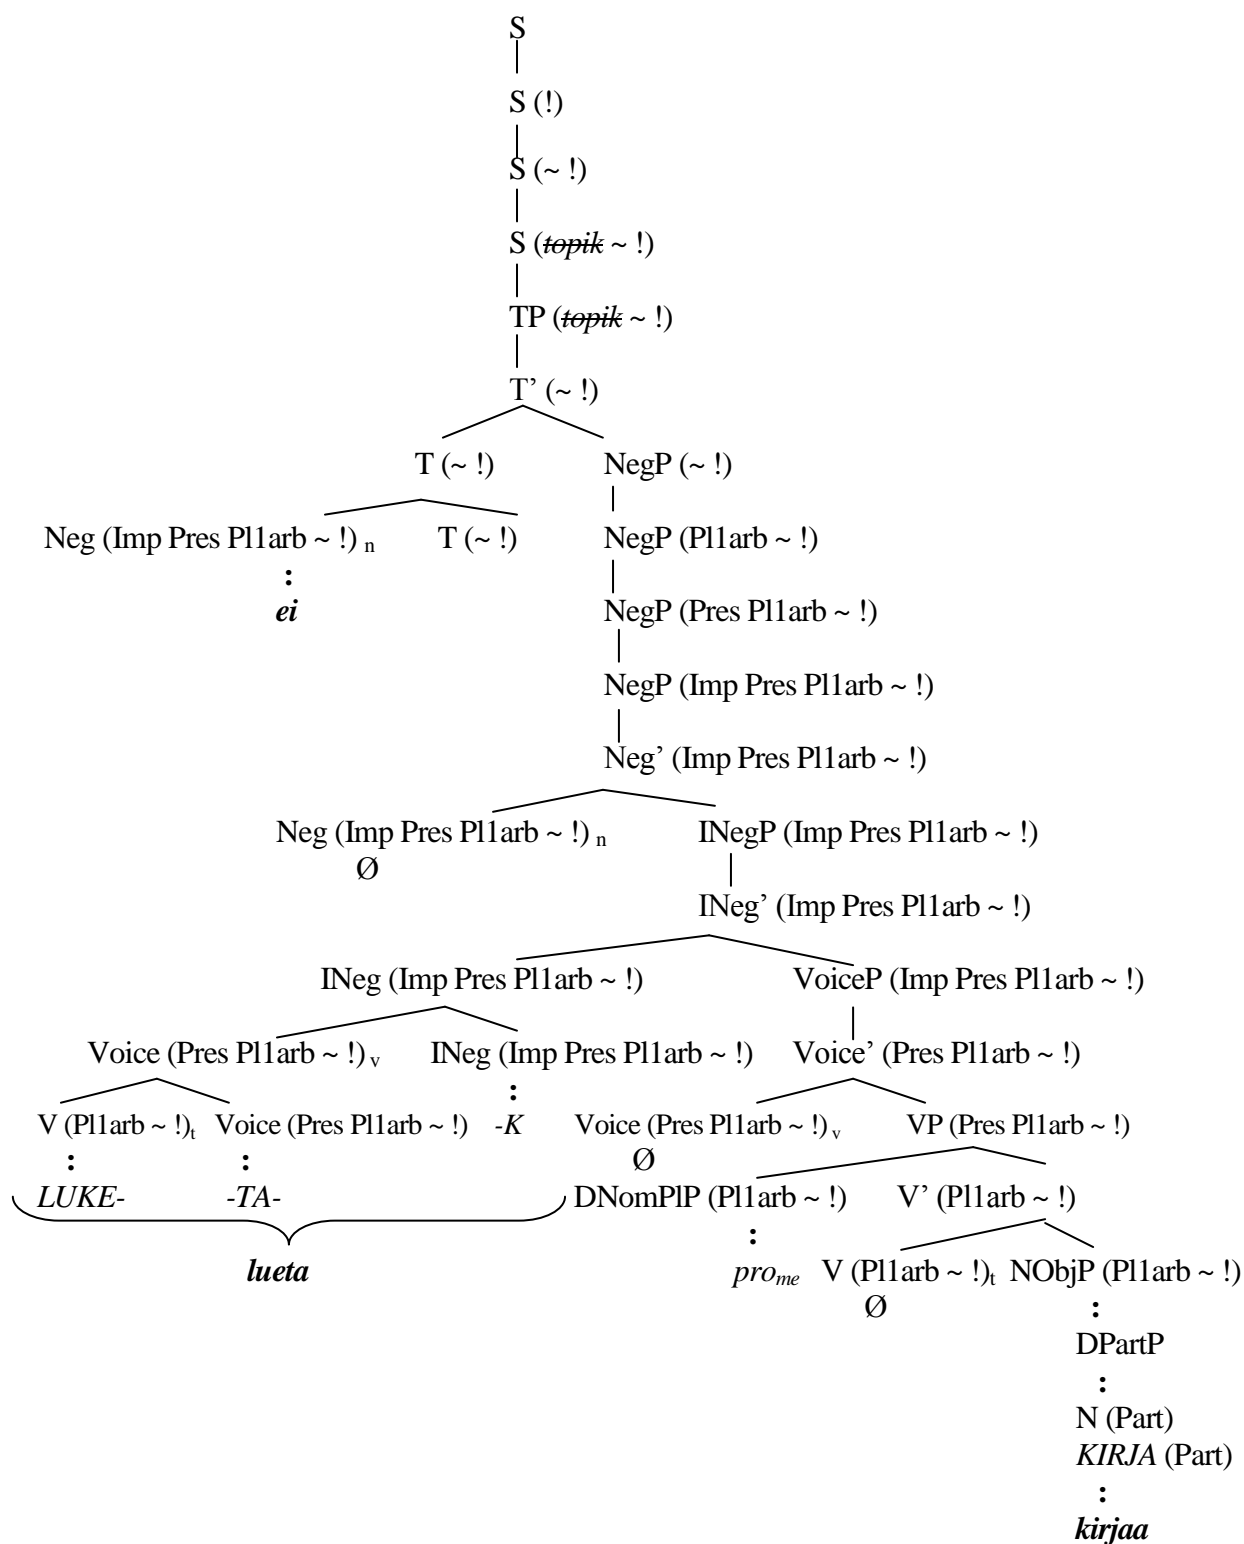 S
S (!)
S (~ !)
S (topik ~ !)
TP (topik ~ !)
T’ (~ !)
T (~ !) NegP (~ !)
Neg (Imp Pres Pl1arb ~ !) n T (~ !) NegP (Pl1arb ~ !)
:
ei NegP (Pres Pl1arb ~ !)
NegP (Imp Pres Pl1arb ~ !)
Neg’ (Imp Pres Pl1arb ~ !)
Neg (Imp Pres Pl1arb ~ !) n INegP (Imp Pres Pl1arb ~ !)
Ø
INeg’ (Imp Pres Pl1arb ~ !)
INeg (Imp Pres Pl1arb ~ !) VoiceP (Imp Pres Pl1arb ~ !)
Voice (Pres Pl1arb ~ !) v INeg (Imp Pres Pl1arb ~ !) Voice’ (Pres Pl1arb ~ !)
:
V (Pl1arb ~ !)t Voice (Pres Pl1arb ~ !) -K Voice (Pres Pl1arb ~ !) v VP (Pres Pl1arb ~ !)
: : Ø
LUKE- -TA- DNomPlP (Pl1arb ~ !) V’ (Pl1arb ~ !)
:
lueta prome V (Pl1arb ~ !)t NObjP (Pl1arb ~ !)
Ø :
DPartP
:
N (Part)
KIRJA (Part)
:
kirjaa